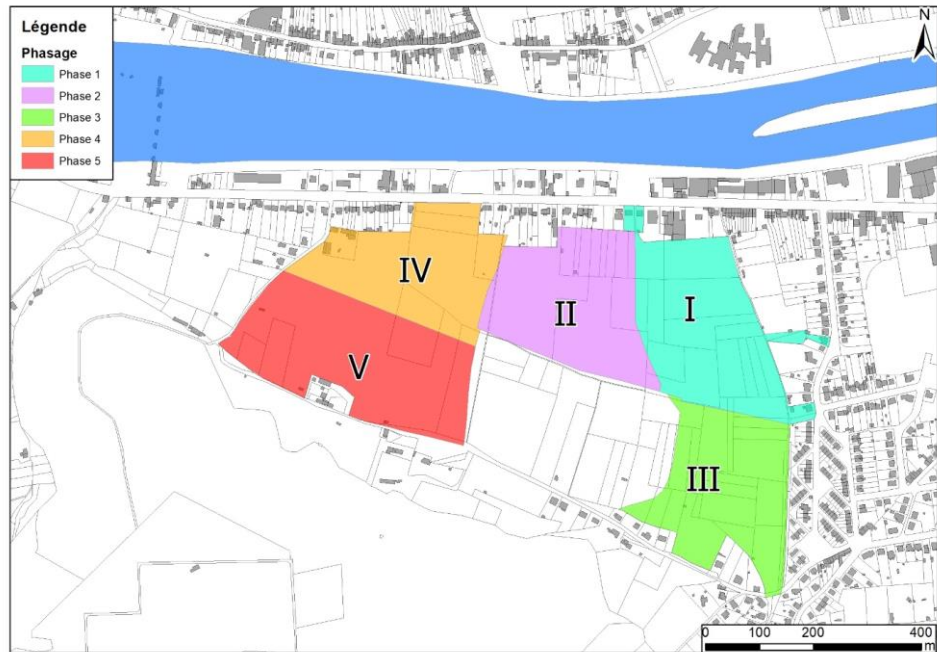 Légende
Phasage
Phase 1
Phase 2
Phase 3
Phase 4
Phase 5
N
IV
II
I
V
III
0 100 200 400
m